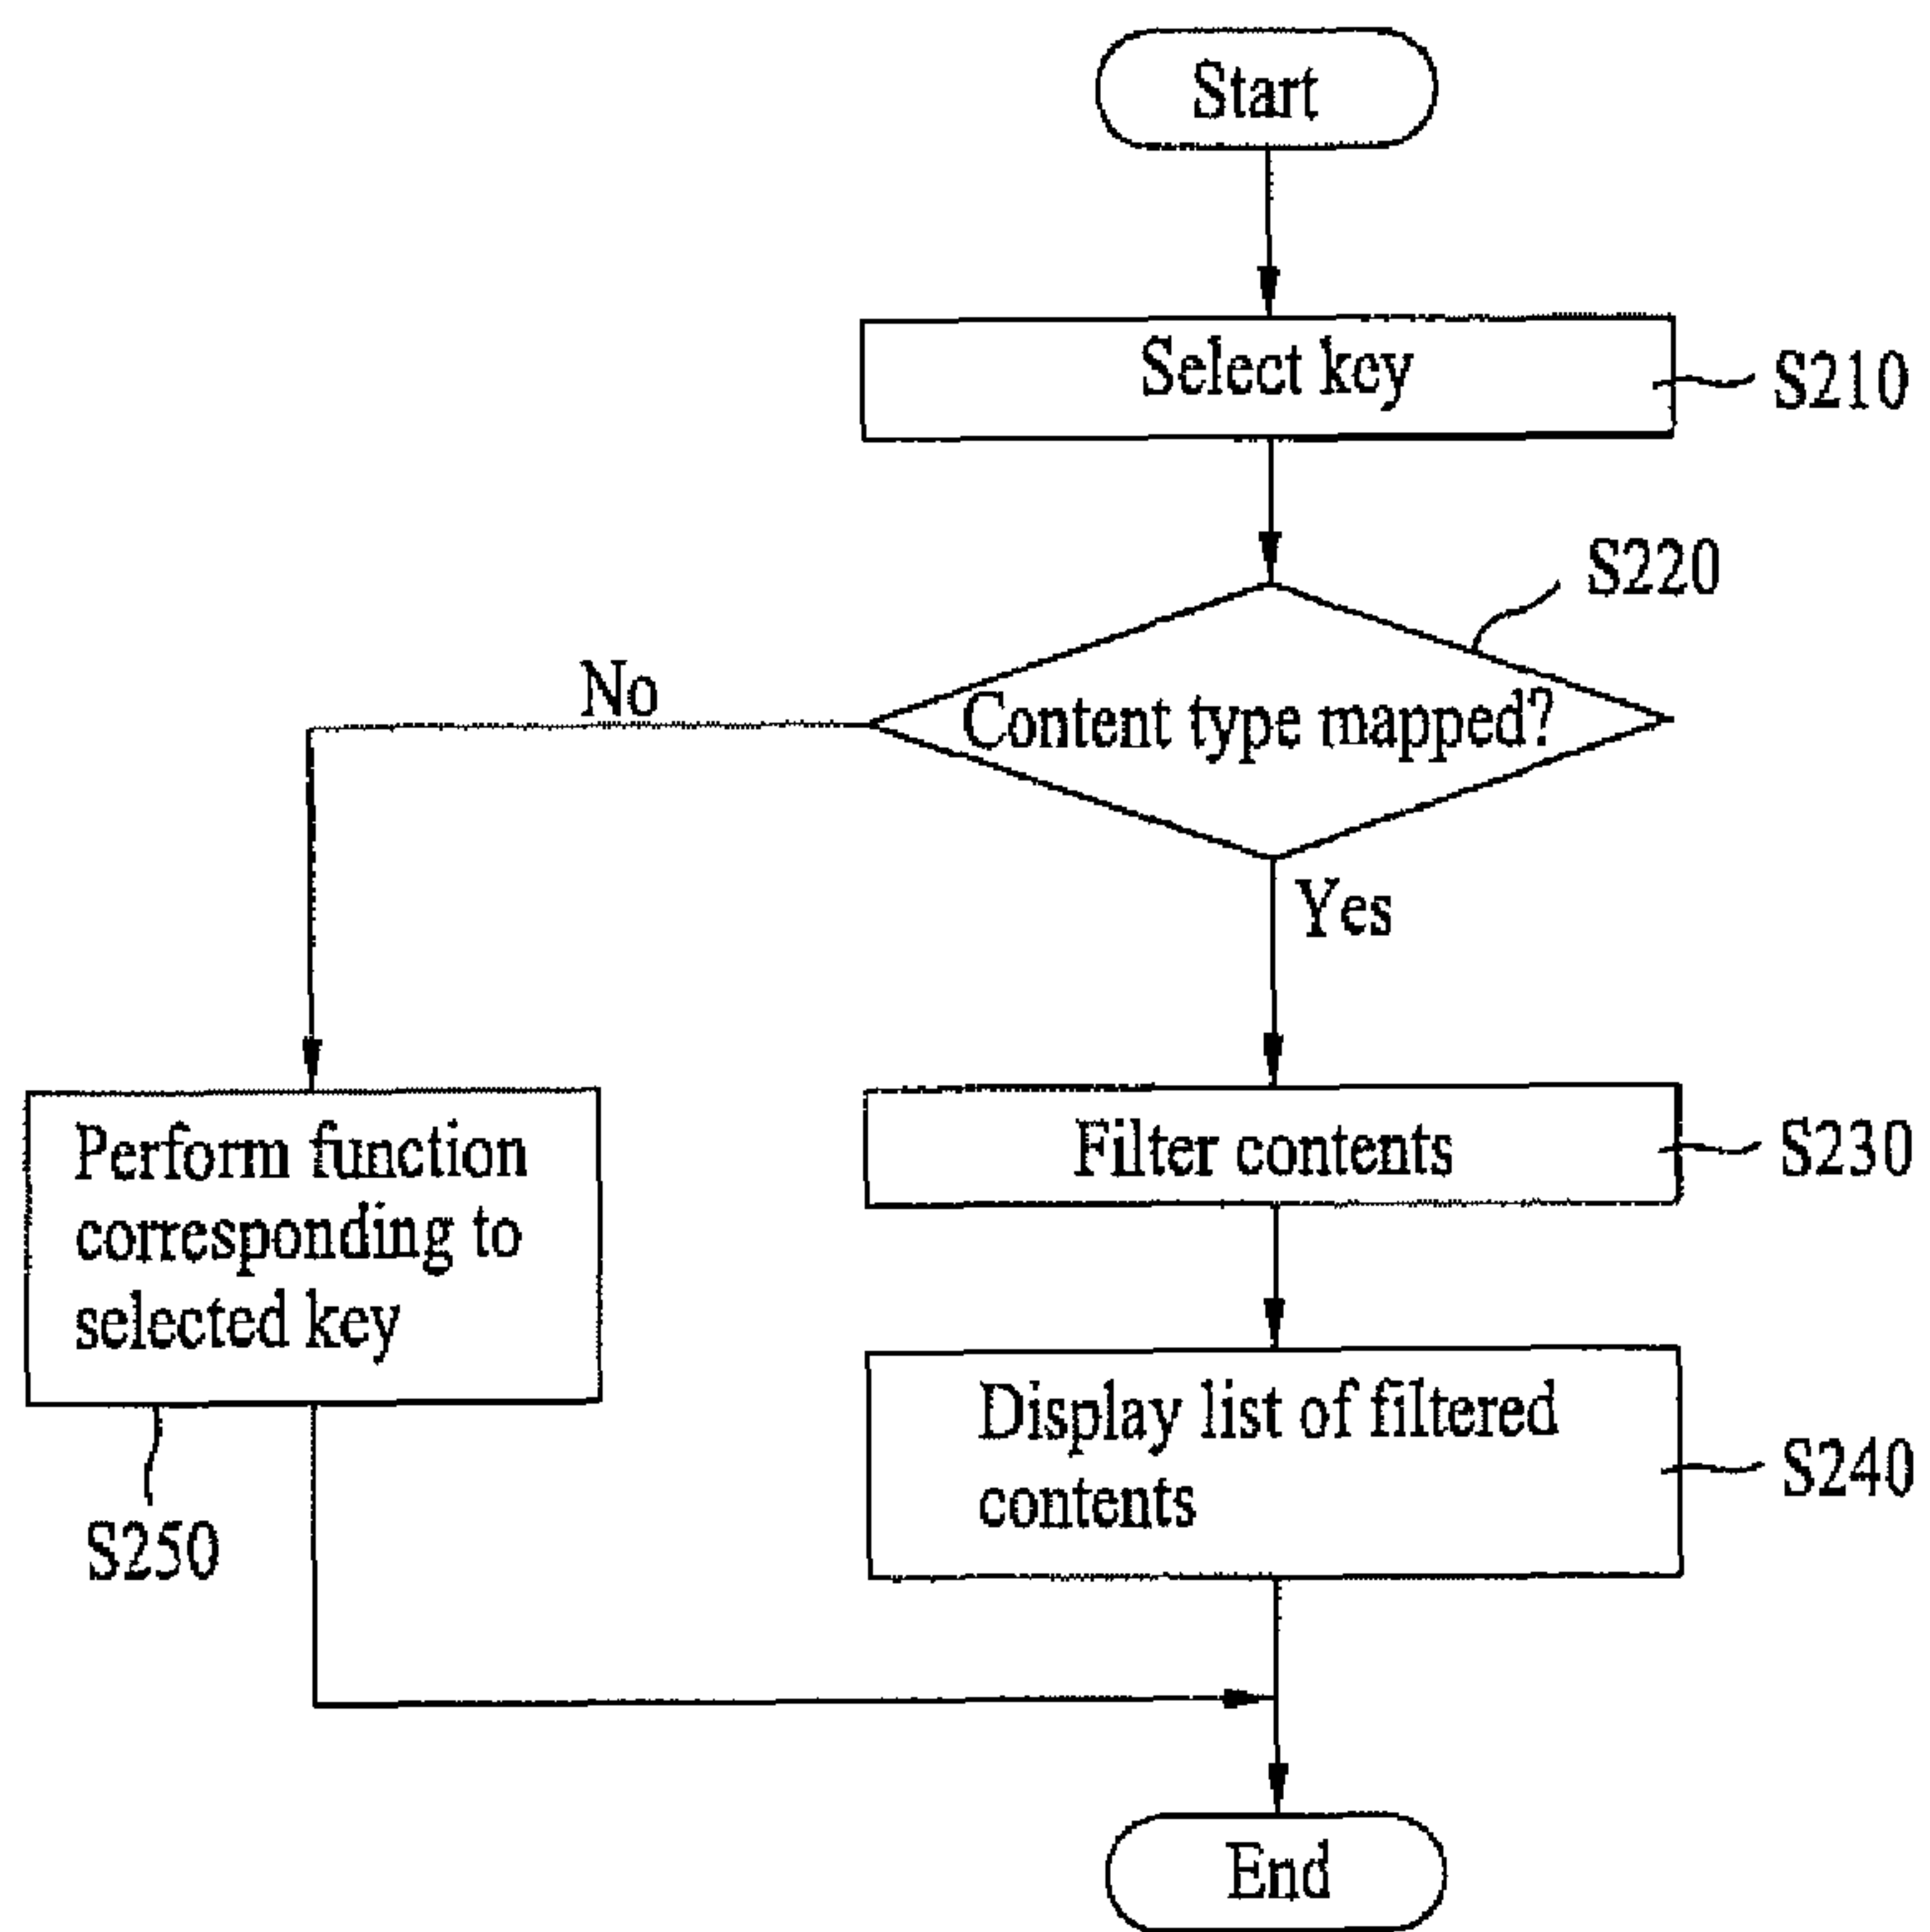 Start
Select key
S210
S220
No
Content type mapped?
Yes
Perform function
corresponding to
selected key
Filter contents
S230
Display list of filtered
contents
S240
S250
End